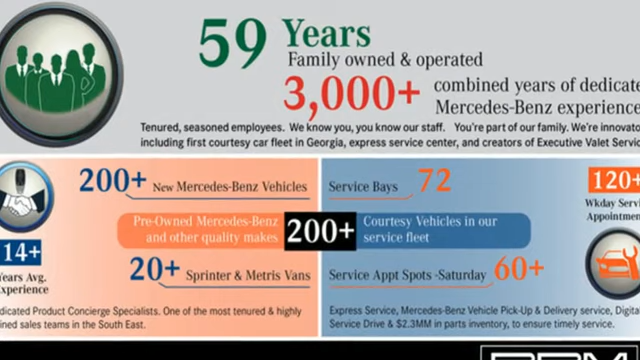 59 Years
Family owned & operated
3,000+ combined years of dedicate
Mercedes-Benz experience
Tenured, seasoned employees. We know you, you know our staff. You're part of our family. We're innovato
including first courtesy car fleet in Georgia, express service center, and creators of Executive Valet Servic
200+ New Mercedes-Benz Vehicles
Service Bays 72
120+
Wkday Servi
Appointmen
Pre-Owned Mercedes-Benz
and other quality makes
200+
Courtesy Vehicles in our
service fleet
14+
Years Avg.
Experience
20+ Sprinter & Metris Vans
Service Appt Spots -Saturday 60+
dicated Product Concierge Specialists. One of the most tenured & highly
ined sales teams in the South East.
Express Service, Mercedes-Benz Vehicle Pick-Up & Delivery service, Digital
Service Drive & $2.3MM in parts inventory, to ensure timely service.